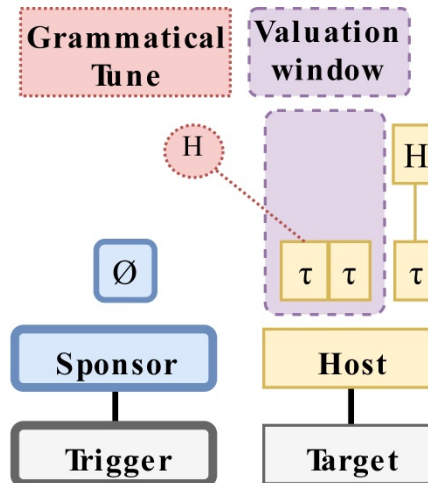 Grammatical
Tune
Valuation
window
H
H
Ø
τ τ τ
Sponsor
Host
Trigger
Target